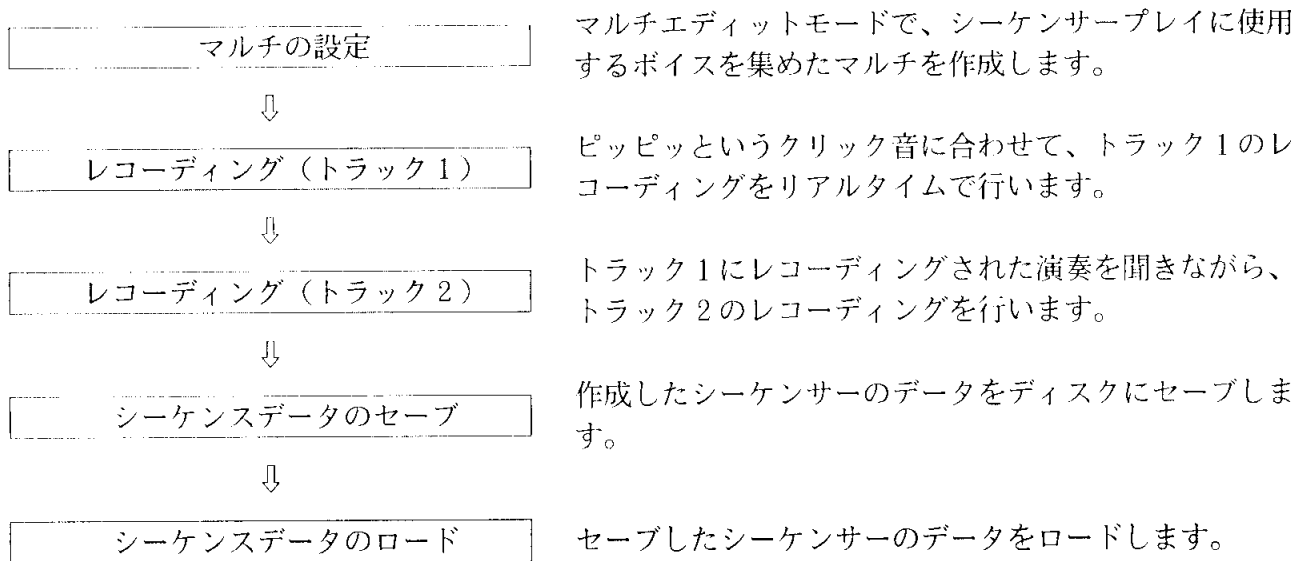 マルチの設定
マルチエディットモードで、シーケンサープレイに使用
するボイスを集めたマルチを作成します。
⇩
レコーディング（トラック１）
ピッピッというクリック音に合わせて、トラック１のレ
コーディングをリアルタイムで行います。
⇩
レコーディング（トラック２）
トラック１にレコーディングされた演奏を聞きながら、
トラック２のレコーディングを行います。
⇩
シーケンスデータのセーブ
作成したシーケンサーのデータをディスクにセーブしま
す。
⇩
シーケンスデータのロード
セーブしたシーケンサーのデータをロードします。